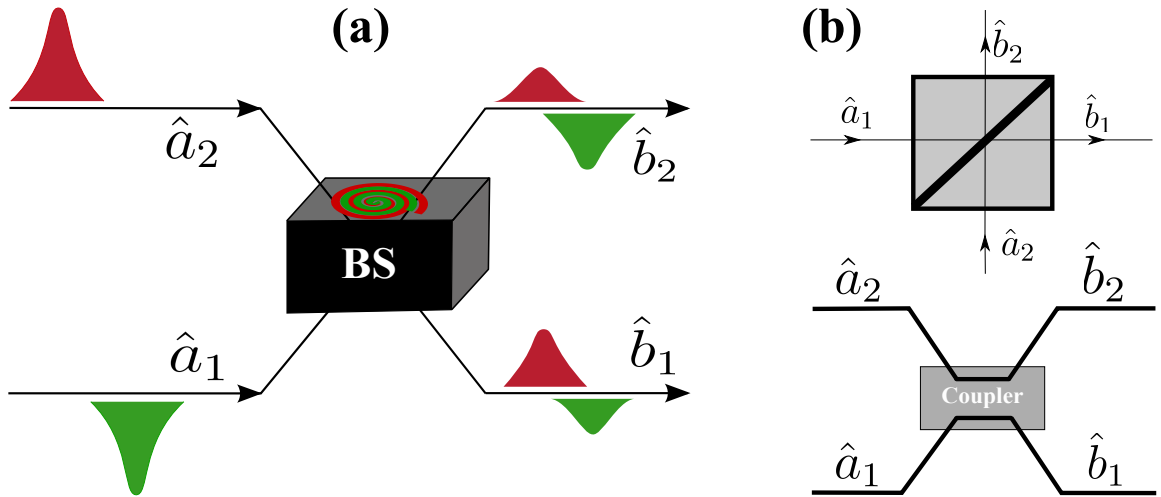 (a)
â₂
b̂₂
BS
â₁
b̂₁
(b)
b̂₂
â₁
b̂₁
â₂
â₂
b̂₂
Coupler
â₁
b̂₁